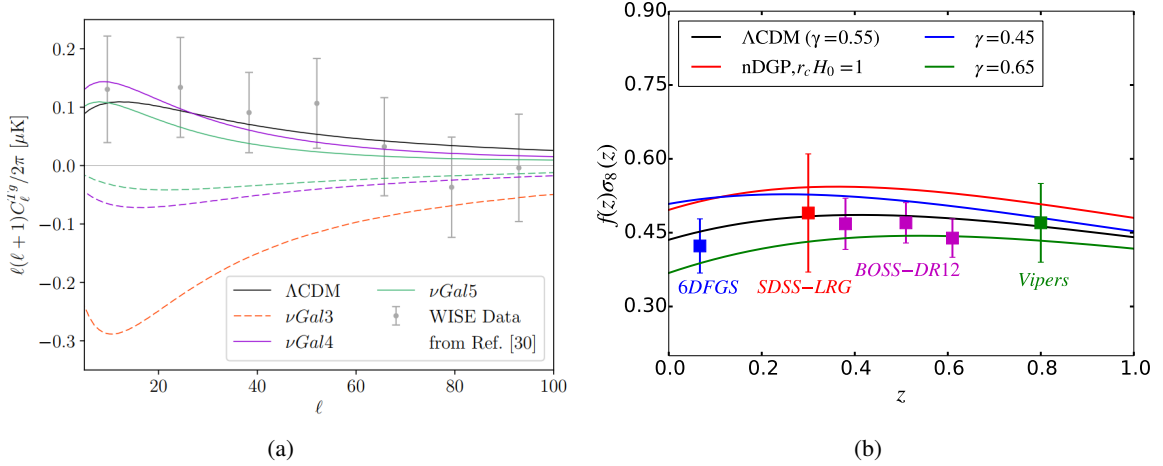 0.2
0.1
0.0
−0.1
−0.2
−0.3
ℓ(ℓ + 1)C_ℓ^{Tg}/2π [μK]
20 40 60 80 100
ℓ
ΛCDM
νGal3
νGal4
νGal5
WISE Data
from Ref. [30]
(a)
0.90
0.75
0.60
0.45
0.30
f(z)σ₈(z)
ΛCDM (γ=0.55)
nDGP, r_c H₀ = 1
γ=0.45
γ=0.65
6DFGS
SDSS−LRG
BOSS−DR12
Vipers
0.0 0.2 0.4 0.6 0.8 1.0
z
(b)